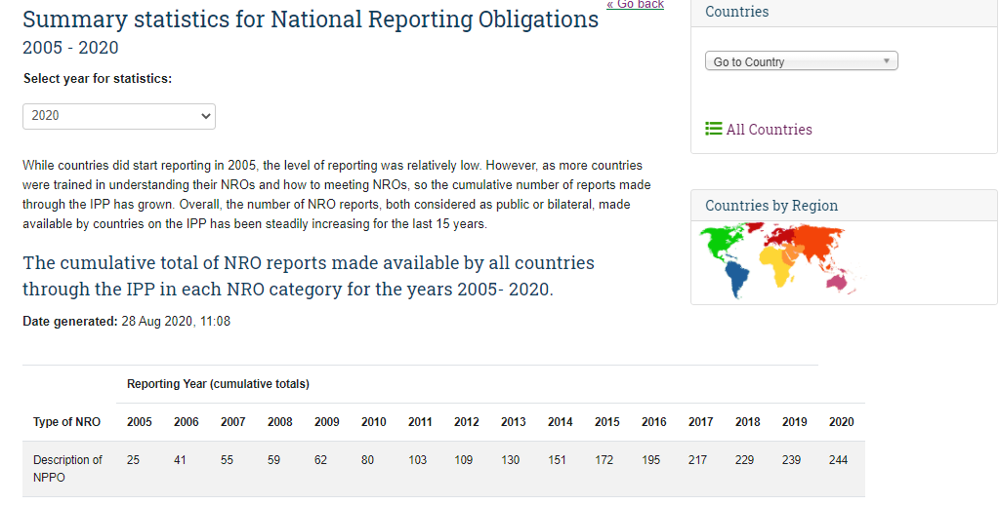 « Go back
Summary statistics for National Reporting Obligations
2005 - 2020
Select year for statistics:
2020
While countries did start reporting in 2005, the level of reporting was relatively low. However, as more countries
were trained in understanding their NROs and how to meeting NROs, so the cumulative number of reports made
through the IPP has grown. Overall, the number of NRO reports, both considered as public or bilateral, made
available by countries on the IPP has been steadily increasing for the last 15 years.
The cumulative total of NRO reports made available by all countries
through the IPP in each NRO category for the years 2005- 2020.
Date generated: 28 Aug 2020, 11:08
Reporting Year (cumulative totals)
Type of NRO 2005 2006 2007 2008 2009 2010 2011 2012 2013 2014 2015 2016 2017 2018 2019 2020
Description of 25 41 55 59 62 80 103 109 130 151 172 195 217 229 239 244
NPPO
Countries
Go to Country
All Countries
Countries by Region